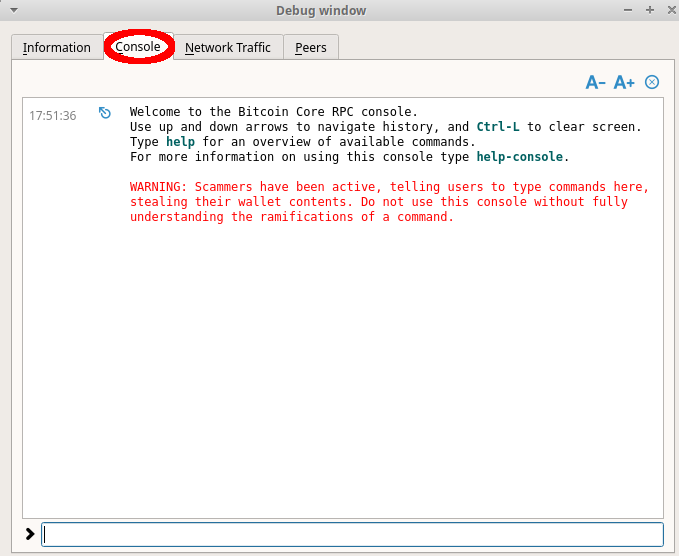 Debug window
Information Console Network Traffic Peers
A- A+
17:51:36 Welcome to the Bitcoin Core RPC console.
Use up and down arrows to navigate history, and Ctrl-L to clear screen.
Type help for an overview of available commands.
For more information on using this console type help-console.
WARNING: Scammers have been active, telling users to type commands here,
stealing their wallet contents. Do not use this console without fully
understanding the ramifications of a command.